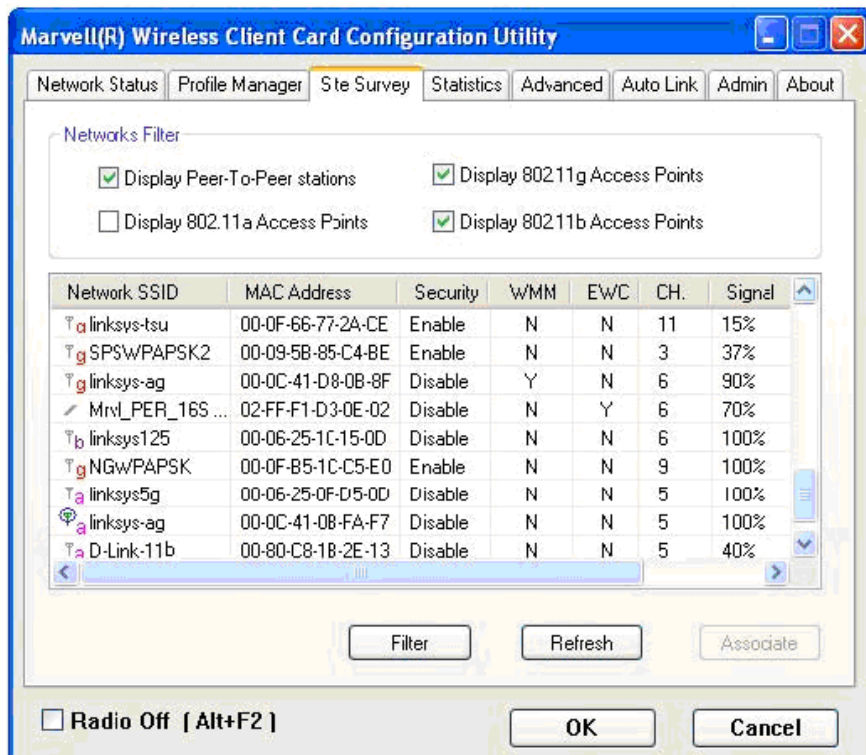 Marvell(R) Wireless Client Card Configuration Utility
Network Status Profile Manager Site Survey Statistics Advanced Auto Link Admin About
Networks Filter
Display Peer-To-Peer stations Display 802.11g Access Points
Display 802.11a Access Points Display 802.11b Access Points
Network SSID MAC Address Security WMM EWC CH. Signal
g linksys-tsu 00-0F-66-77-2A-CE Enable N N 11 15%
g SPSWPAPSK2 00-09-5B-85-C4-BE Enable N N 3 37%
g linksys-ag 00-0C-41-D8-0B-8F Disable Y N 6 90%
Mrvl_PER_16S ... 02-FF-F1-D3-0E-02 Disable N Y 6 70%
b linksys125 00-06-25-1C-15-0D Disable N N 6 100%
g NGWPAPSK 00-0F-B5-1C-C5-E0 Enable N N 9 100%
a linksys5g 00-06-25-0F-D5-0D Disable N N 5 100%
a linksys-ag 00-0C-41-0B-FA-F7 Disable N N 5 100%
a D-Link-11b 00-80-C8-1B-2E-13 Disable N N 5 40%
Filter Refresh Associate
Radio Off [ Alt+F2 ] OK Cancel